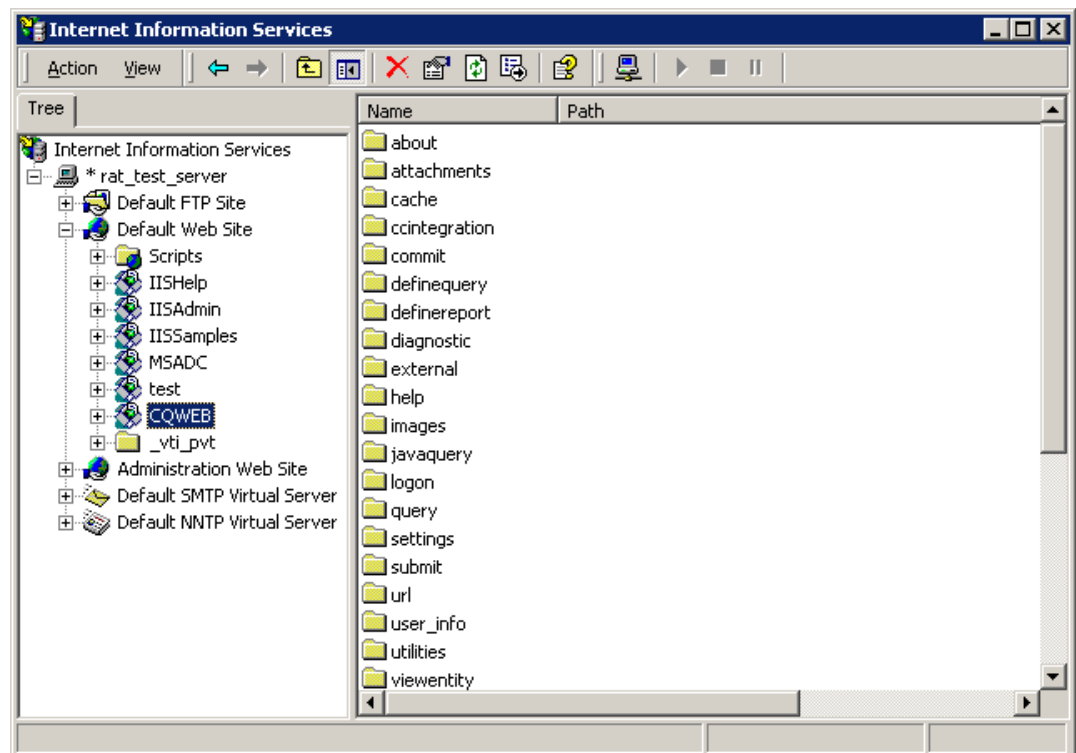 Internet Information Services
Action View
Tree
Name Path
Internet Information Services
* rat_test_server
Default FTP Site
Default Web Site
Scripts
IISHelp
IISAdmin
IISSamples
MSADC
test
CQWEB
_vti_pvt
Administration Web Site
Default SMTP Virtual Server
Default NNTP Virtual Server
about
attachments
cache
ccintegration
commit
definequery
definereport
diagnostic
external
help
images
javaquery
logon
query
settings
submit
url
user_info
utilities
viewentity